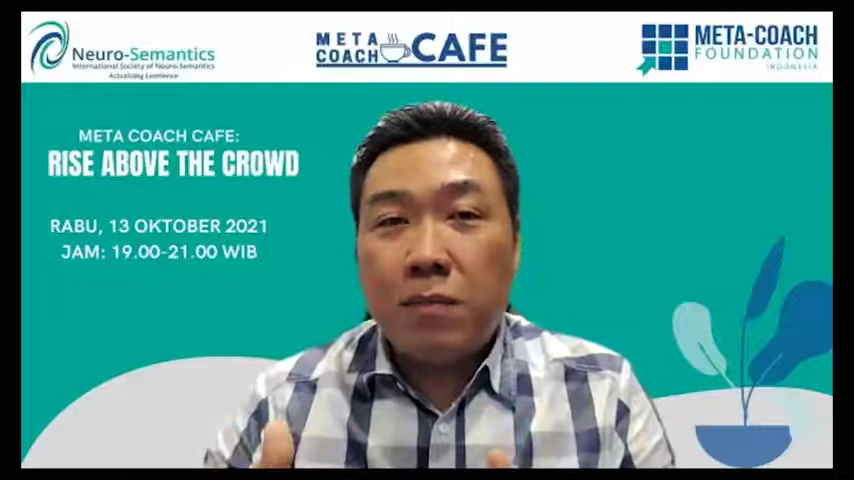 Neuro-Semantics
International Society of Neuro-Semantics
Actualizing Excellence
META
COACH
CAFE
META-COACH
FOUNDATION
INDONESIA
META COACH CAFE:
RISE ABOVE THE CROWD
RABU, 13 OKTOBER 2021
JAM: 19.00-21.00 WIB